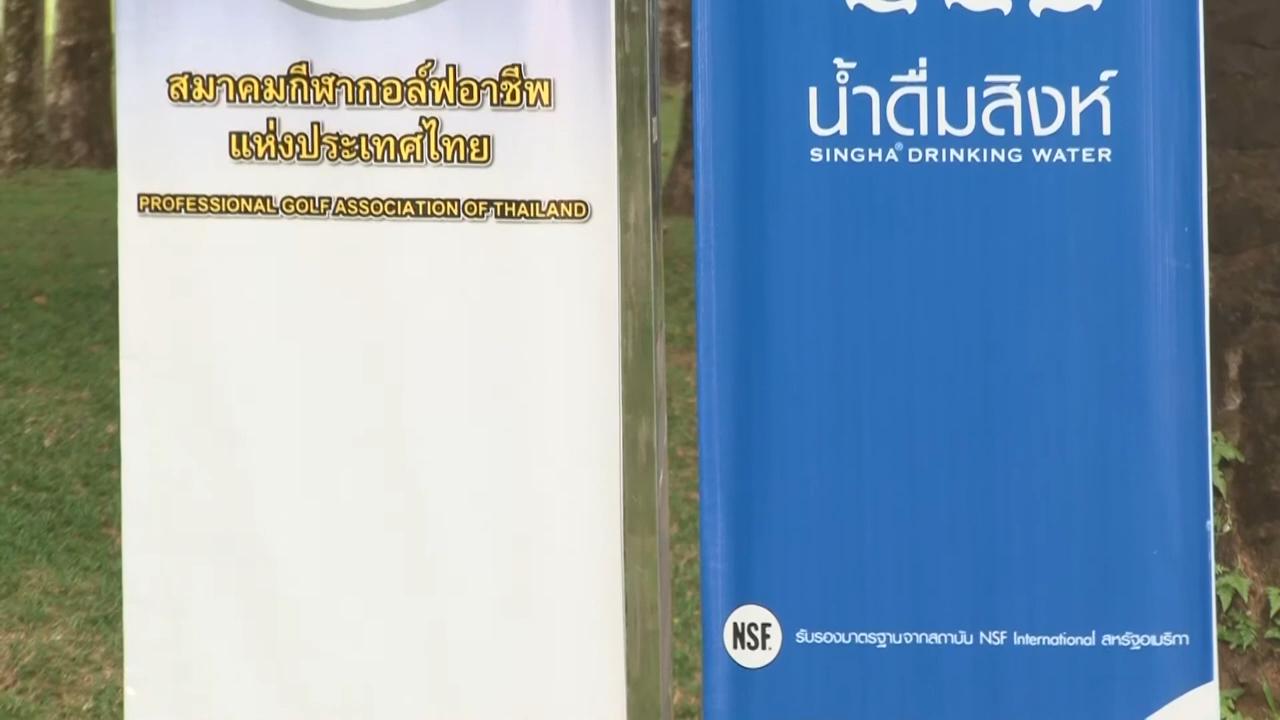 สมาคมกีฬากอล์ฟอาชีพ
แห่งประเทศไทย
PROFESSIONAL GOLF ASSOCIATION OF THAILAND
น้ำดื่มสิงห์
SINGHA® DRINKING WATER
NSF.
รับรองมาตรฐานจากสถาบัน NSF International สหรัฐอเมริกา